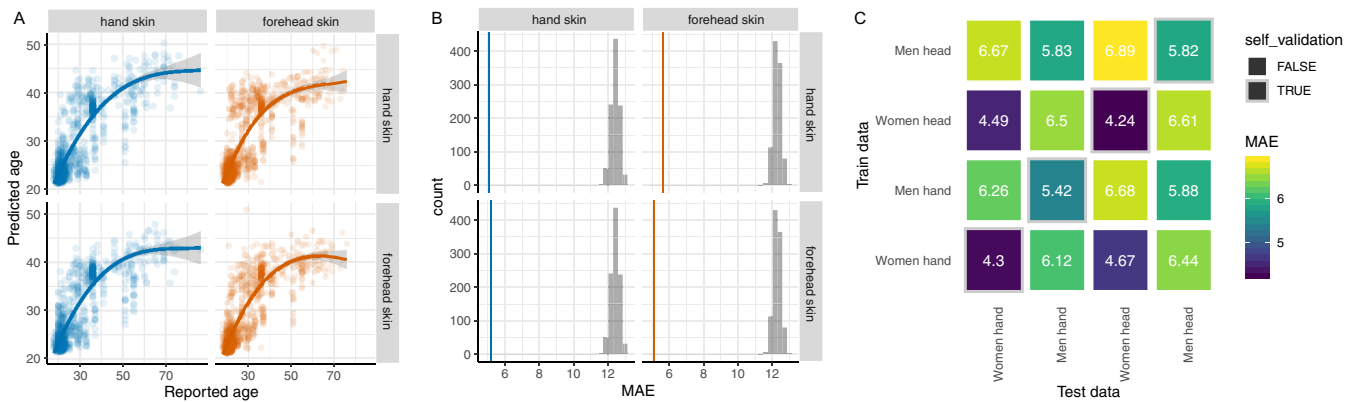 A
hand skin
forehead skin
50
40
30
20
hand skin
50
40
30
20
forehead skin
30
50
70
30
50
70
Predicted age
Reported age
B
hand skin
forehead skin
400
300
200
100
0
hand skin
400
300
200
100
0
forehead skin
6
8
10
12
6
8
10
12
count
MAE
C
Men head
6.67
5.83
6.89
5.82
Women head
4.49
6.5
4.24
6.61
Men hand
6.26
5.42
6.68
5.88
Women hand
4.3
6.12
4.67
6.44
Train data
Women hand
Men hand
Women head
Men head
Test data
self_validation
FALSE
TRUE
MAE
6
5